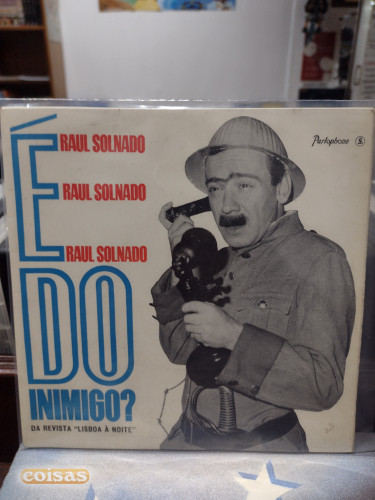 RAUL SOLNADO
RAUL SOLNADO
RAUL SOLNADO
É
DO
INIMIGO?
DA REVISTA "LISBOA À NOITE"
Parlophone
coisas